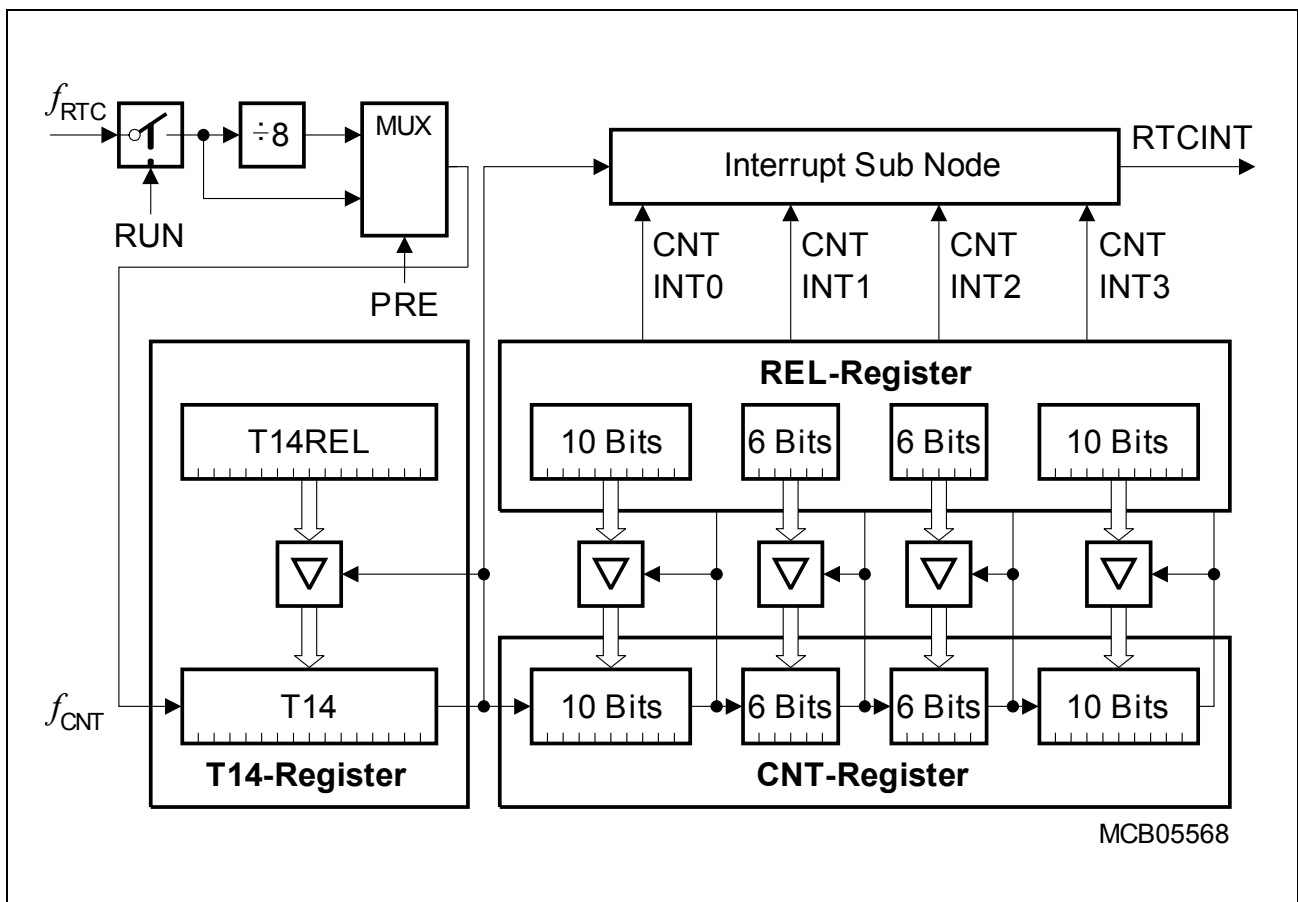 fRTC
÷8
MUX
RUN
PRE
Interrupt Sub Node
RTCINT
CNT
INT0
CNT
INT1
CNT
INT2
CNT
INT3
REL-Register
T14REL
10 Bits
6 Bits
6 Bits
10 Bits
fCNT
T14
T14-Register
10 Bits
6 Bits
6 Bits
10 Bits
CNT-Register
MCB05568